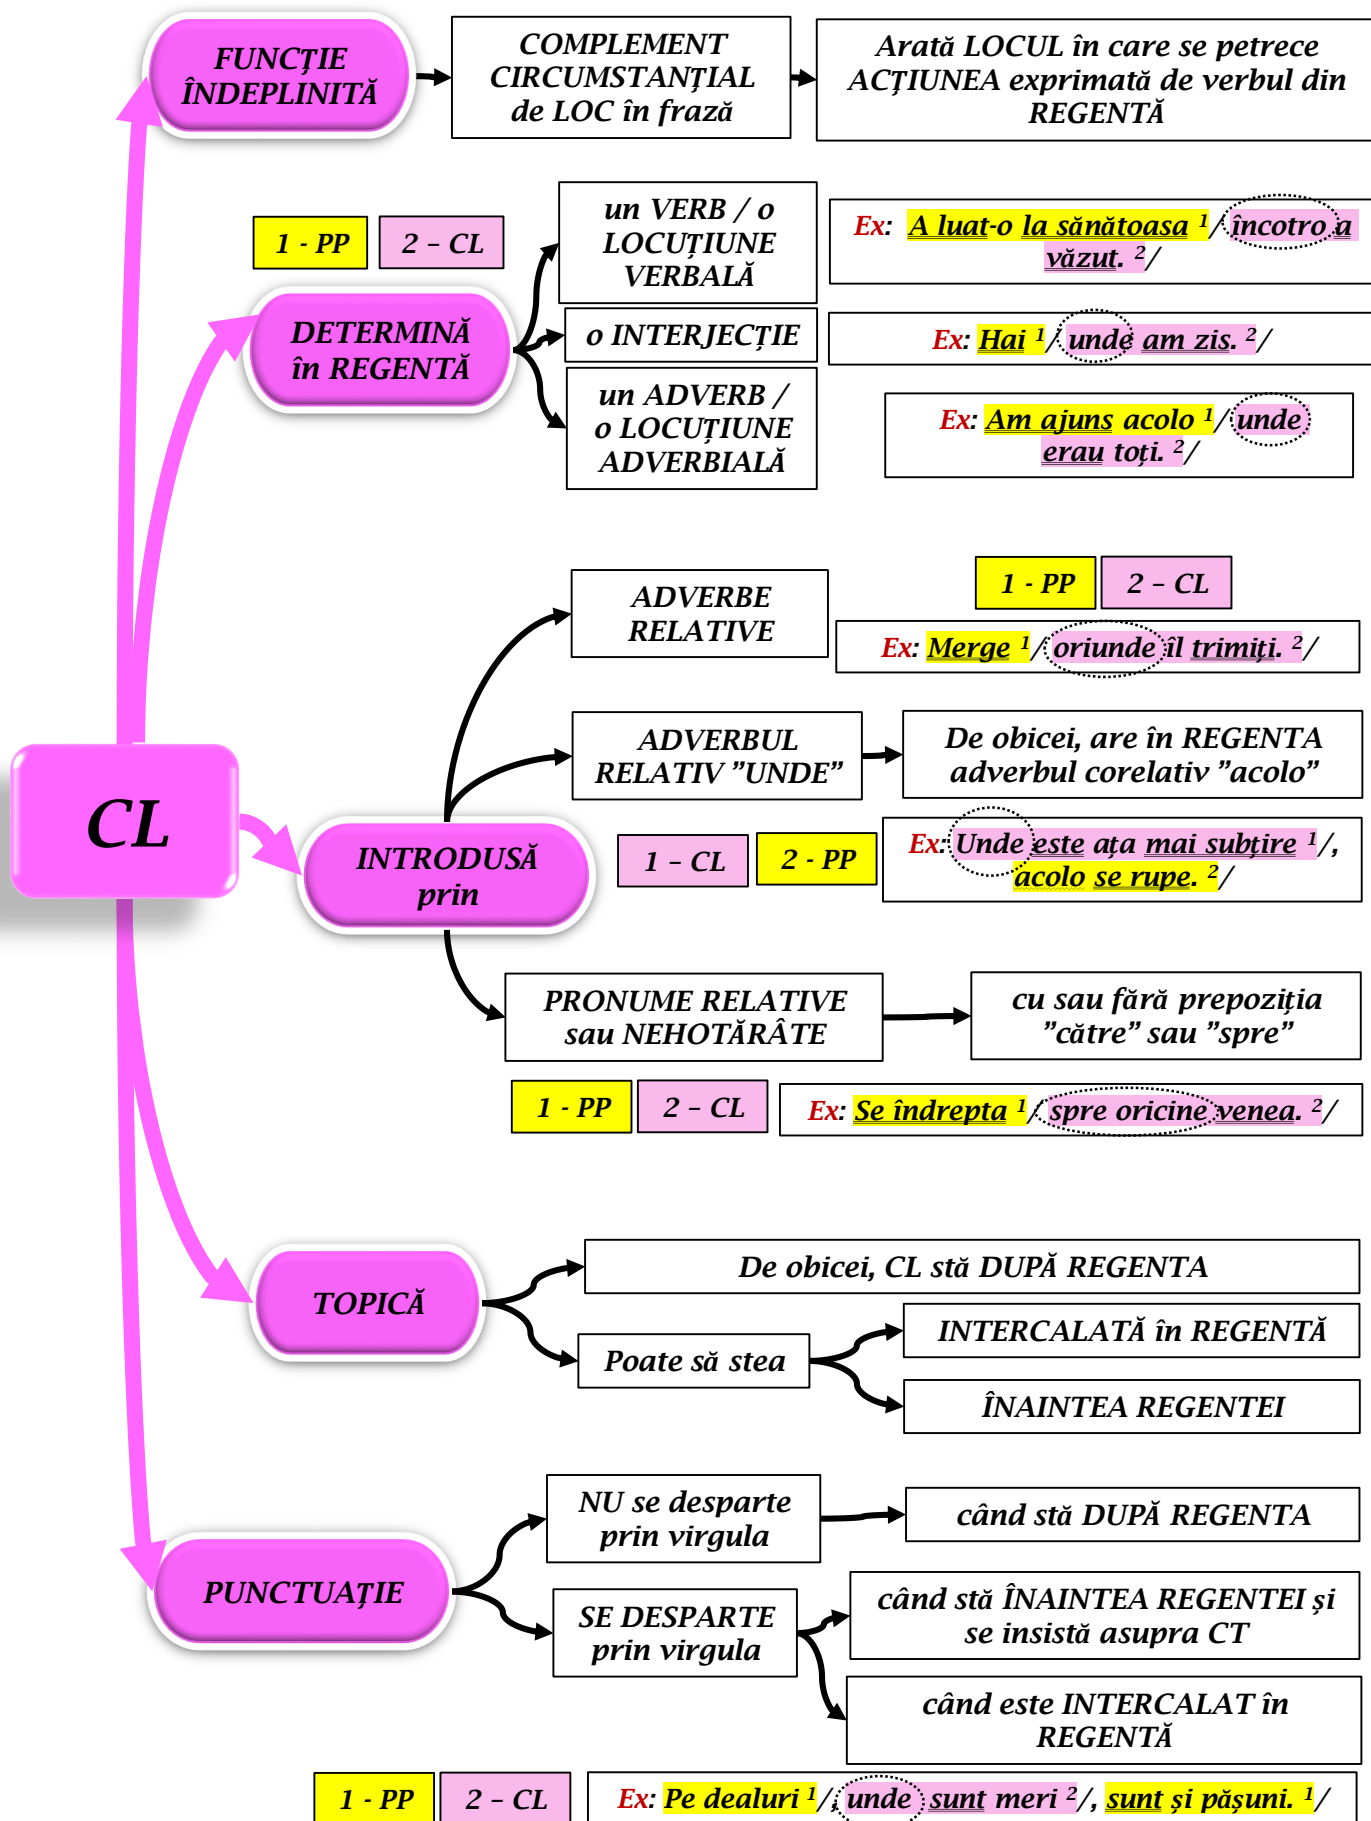 FUNCȚIE
ÎNDEPLINITĂ
COMPLEMENT
CIRCUMSTANȚIAL
de LOC în frază
Arată LOCUL în care se petrece
ACȚIUNEA exprimată de verbul din
REGENTĂ
1 - PP
2 – CL
DETERMINĂ
în REGENTĂ
un VERB / o
LOCUȚIUNE
VERBALĂ
Ex: A luat-o la sănătoasa ¹/ încotro a
văzut. ²/
o INTERJECȚIE
Ex: Hai ¹/ unde am zis. ²/
un ADVERB /
o LOCUȚIUNE
ADVERBIALĂ
Ex: Am ajuns acolo ¹/ unde
erau toți. ²/
CL
INTRODUSĂ
prin
ADVERBE
RELATIVE
1 - PP
2 – CL
Ex: Merge ¹/ oriunde îl trimiți. ²/
ADVERBUL
RELATIV ”UNDE”
De obicei, are în REGENTA
adverbul corelativ ”acolo”
1 – CL
2 - PP
Ex: Unde este ața mai subțire ¹/,
acolo se rupe. ²/
PRONUME RELATIVE
sau NEHOTĂRÂTE
cu sau fără prepoziția
”către” sau ”spre”
1 - PP
2 – CL
Ex: Se îndrepta ¹/ spre oricine venea. ²/
TOPICĂ
De obicei, CL stă DUPĂ REGENTA
Poate să stea
INTERCALATĂ în REGENTĂ
ÎNAINTEA REGENTEI
PUNCTUAȚIE
NU se desparte
prin virgula
când stă DUPĂ REGENTA
SE DESPARTE
prin virgula
când stă ÎNAINTEA REGENTEI și
se insistă asupra CT
când este INTERCALAT în
REGENTĂ
1 - PP
2 – CL
Ex: Pe dealuri ¹/, unde sunt meri ²/, sunt și pășuni. ¹/